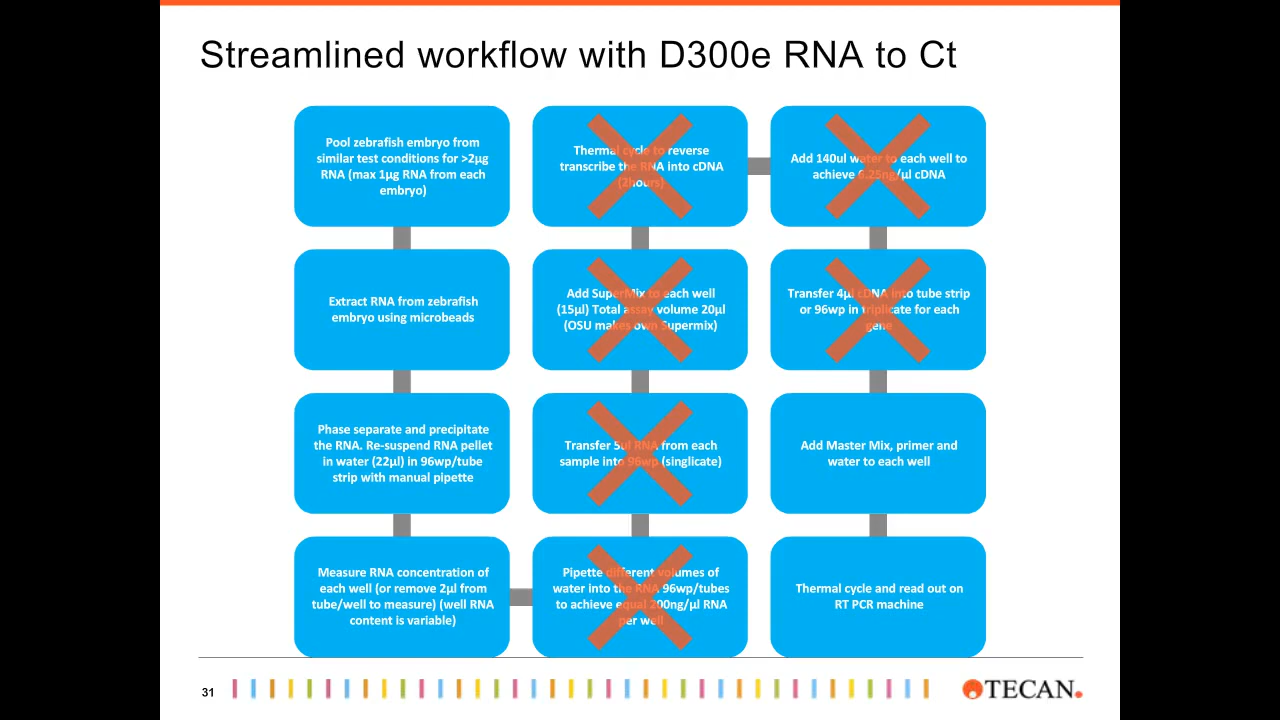 Streamlined workflow with D300e RNA to Ct
Pool zebrafish embryo from
similar test conditions for >2µg
RNA (max 1µg RNA from each
embryo)
Extract RNA from zebrafish
embryo using microbeads
Phase separate and precipitate
the RNA. Re-suspend RNA pellet
in water (22µl) in 96wp/tube
strip with manual pipette
Measure RNA concentration of
each well (or remove 2µl from
tube/well to measure) (well RNA
content is variable)
Pipette different volumes of
water into the RNA 96wp/tubes
to achieve equal 200ng/µl RNA
per well
Transfer 5ul RNA from each
sample into 96wp (singlicate)
Add SuperMix to each well
(15µl) Total assay volume 20µl
(OSU makes own Supermix)
Thermal cycle to reverse
transcribe the RNA into cDNA
(2hours)
Add 140ul water to each well to
achieve 6.25ng/µl cDNA
Transfer 4µl cDNA into tube strip
or 96wp in triplicate for each
gene
Add Master Mix, primer and
water to each well
Thermal cycle and read out on
RT PCR machine
31
TECAN.